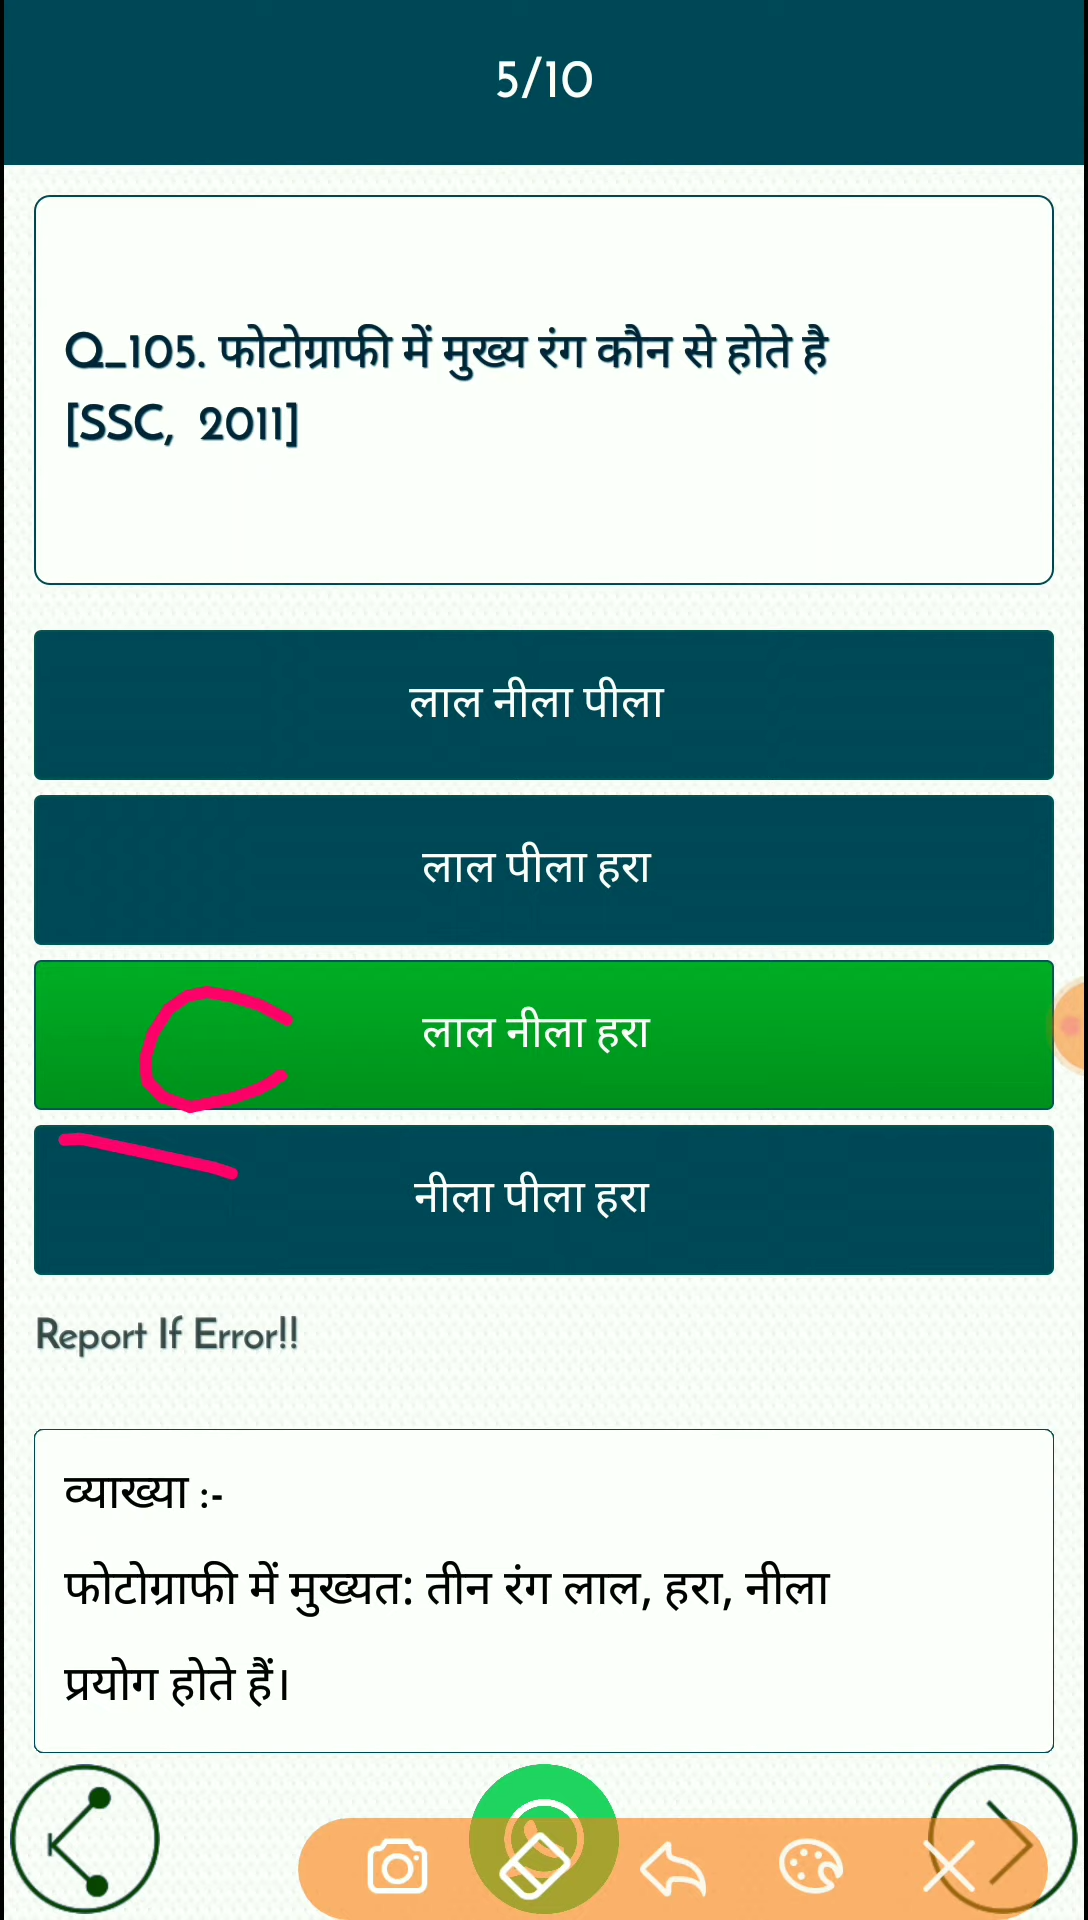 5/10
Q_105. फोटोग्राफी में मुख्य रंग कौन से होते है
[SSC, 2011]
लाल नीला पीला
लाल पीला हरा
लाल नीला हरा
नीला पीला हरा
Report If Error!!
व्याख्या :-
फोटोग्राफी में मुख्यत: तीन रंग लाल, हरा, नीला
प्रयोग होते हैं।